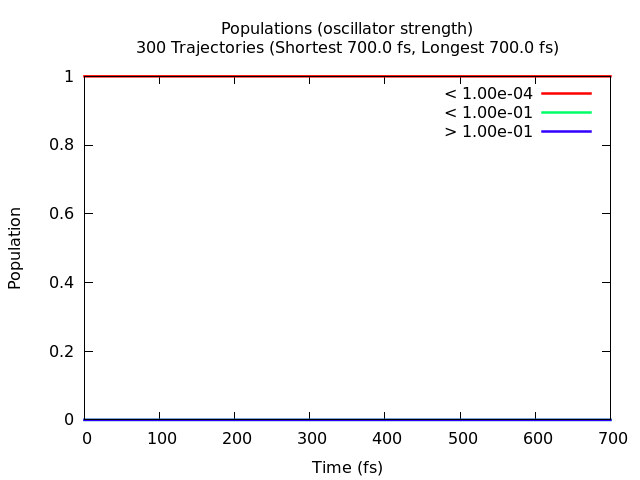 Populations (oscillator strength)
300 Trajectories (Shortest 700.0 fs, Longest 700.0 fs)
< 1.00e-04
< 1.00e-01
> 1.00e-01
1
0.8
0.6
0.4
0.2
0
Population
0 100 200 300 400 500 600 700
Time (fs)